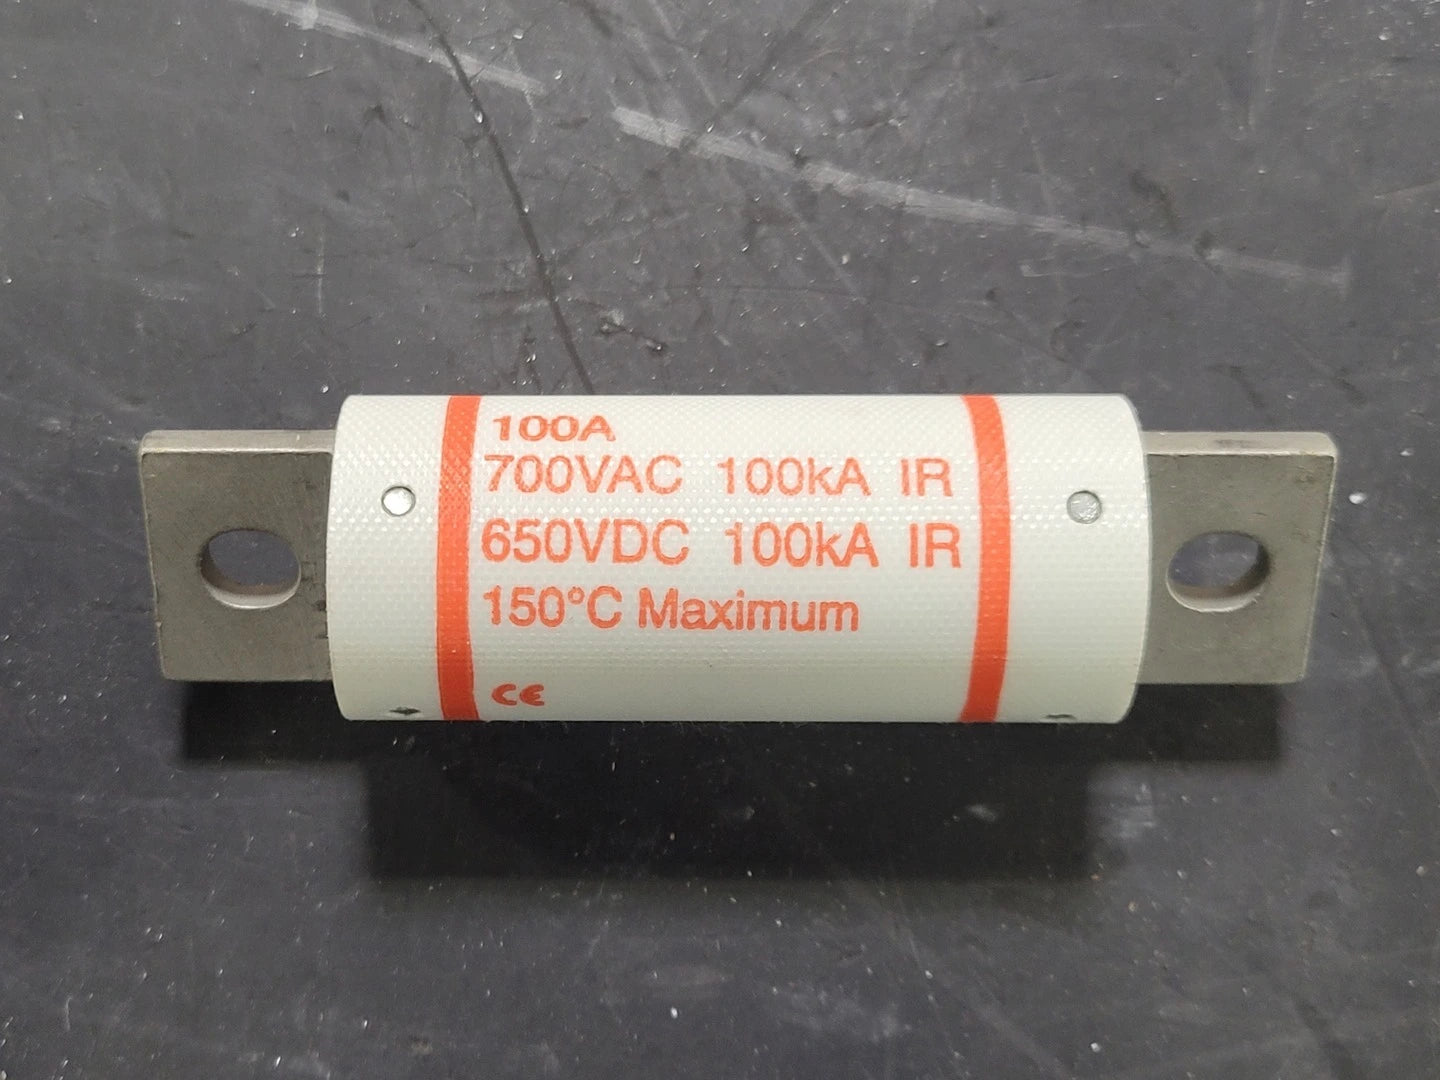 100A
700VAC 100kA IR
650VDC 100kA IR
150°C Maximum
CE